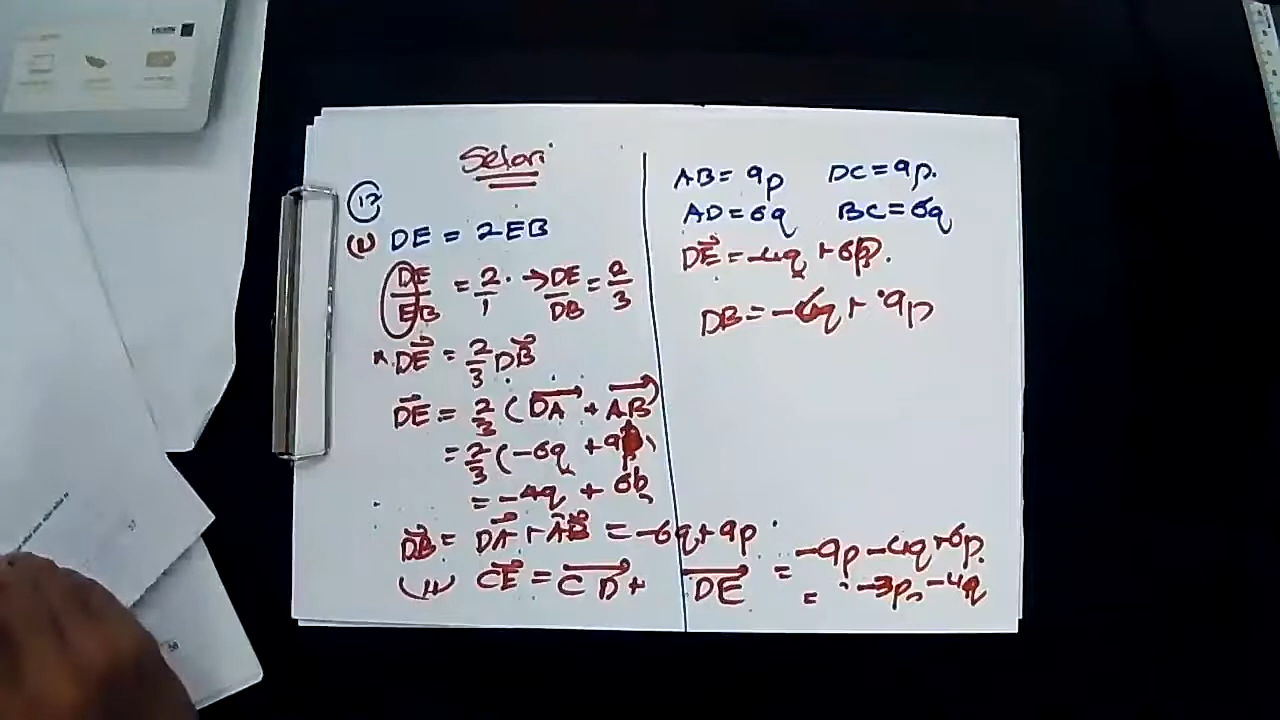 Selari
12
(i) DE = 2EB
DE/EB = 2/1 . → DE/DB = 2/3
* DE = 2/3 DB
DE = 2/3 ( DA + AB
= 2/3 (-6q + 9p)
= -4q + 6p
DB = DA + AB = -6q + 9p
(ii) CE = CD + DE = -9p - 4q + 6p.
= -3p - 4q
AB = 9p DC = 9p.
AD = 6q BC = 6q
DE = -4q + 6p.
DB = -6q + 9p